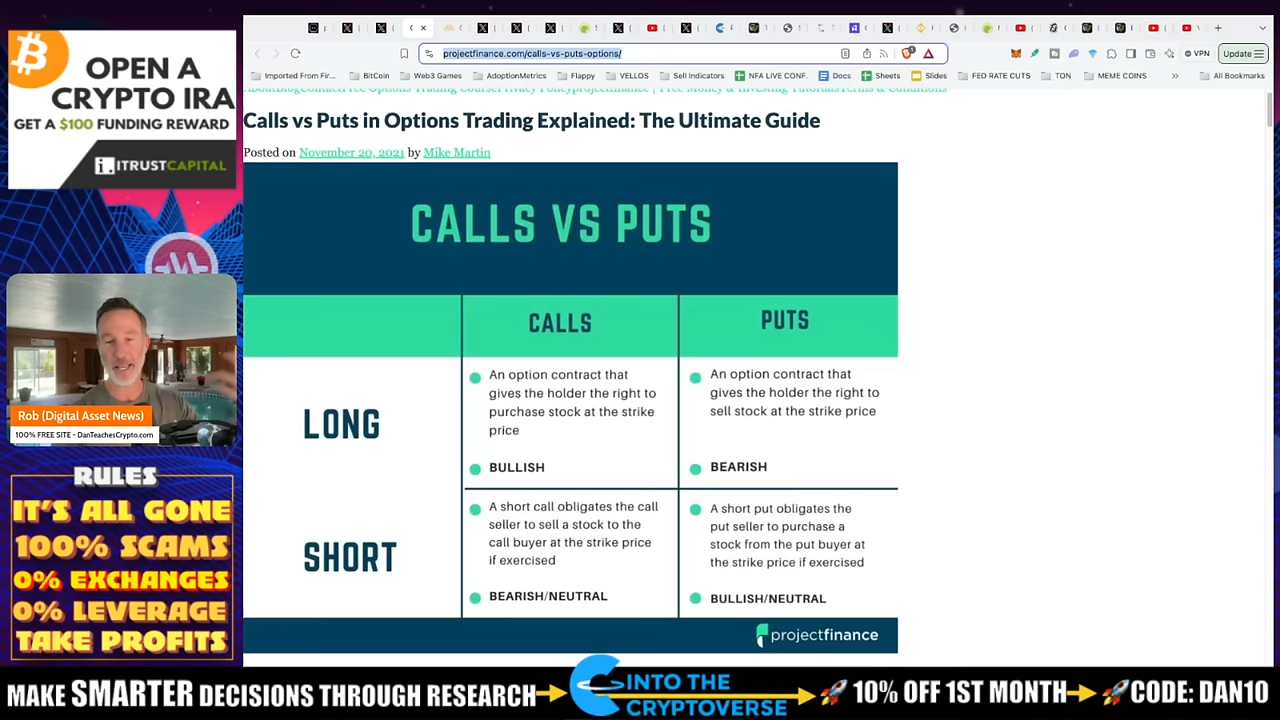 OPEN A
CRYPTO IRA
GET A $100 FUNDING REWARD
ITRUSTCAPITAL
Rob (Digital Asset News)
100% FREE SITE - DanTeachesCrypto.com
RULES
IT'S ALL GONE
100% SCAMS
0% EXCHANGES
0% LEVERAGE
TAKE PROFITS
projectfinance.com/calls-vs-puts-options/
VPN
Update
Imported From Fir...
BitCoin
Web3 Games
AdoptionMetrics
Flappy
VELLOS
Sell Indicators
NFA LIVE CONF.
Docs
Sheets
Slides
FED RATE CUTS
TON
MEME COINS
All Bookmarks
Calls vs Puts in Options Trading Explained: The Ultimate Guide
Posted on November 20, 2021 by Mike Martin
CALLS VS PUTS
CALLS
PUTS
LONG
An option contract that
gives the holder the right to
purchase stock at the strike
price
BULLISH
An option contract that
gives the holder the right to
sell stock at the strike price
BEARISH
SHORT
A short call obligates the call
seller to sell a stock to the
call buyer at the strike price
if exercised
BEARISH/NEUTRAL
A short put obligates the
put seller to purchase a
stock from the put buyer at
the strike price if exercised
BULLISH/NEUTRAL
projectfinance
MAKE SMARTER DECISIONS THROUGH RESEARCH
INTO THE
CRYPTOVERSE
10% OFF 1ST MONTH
CODE: DAN10